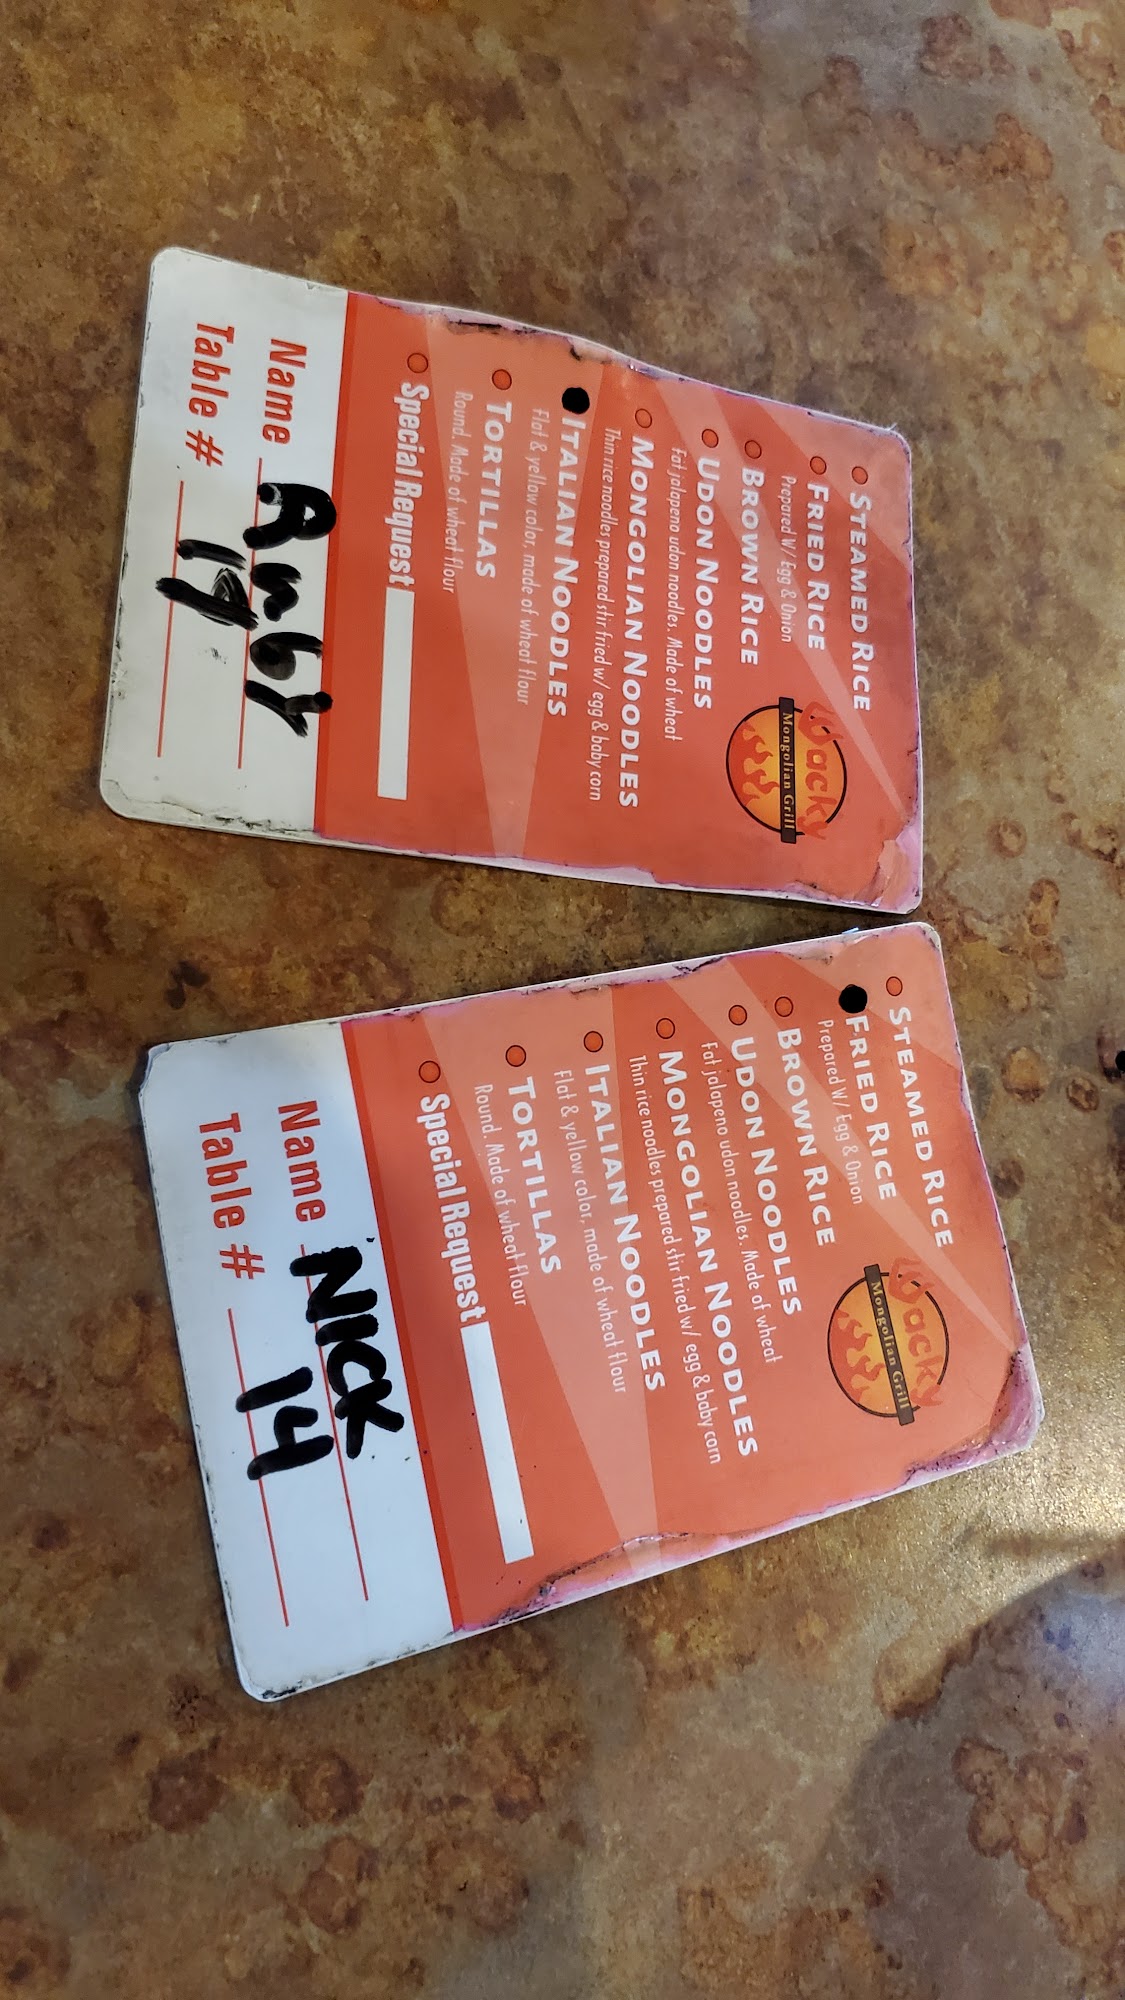 STEAMED RICE
FRIED RICE
Prepared W/ Egg & Onion
BROWN RICE
UDON NOODLES
Fat jalapeno udon noodles. Made of wheat
MONGOLIAN NOODLES
Thin rice noodles prepared stir fried w/ egg & baby corn
ITALIAN NOODLES
Flat & yellow color, made of wheat flour
TORTILLAS
Round. Made of wheat flour
Special Request
Wacky
Mongolian Grill
Name
Table # 14
STEAMED RICE
FRIED RICE
Prepared W/ Egg & Onion
BROWN RICE
UDON NOODLES
Fat jalapeno udon noodles. Made of wheat
MONGOLIAN NOODLES
Thin rice noodles prepared stir fried w/ egg & baby corn
ITALIAN NOODLES
Flat & yellow color, made of wheat flour
TORTILLAS
Round. Made of wheat flour
Special Request
Wacky
Mongolian Grill
Name NICK
Table # 14